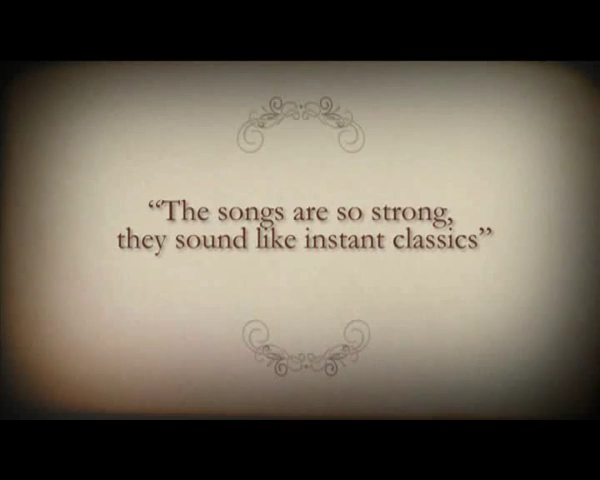 “The songs are so strong,
they sound like instant classics”